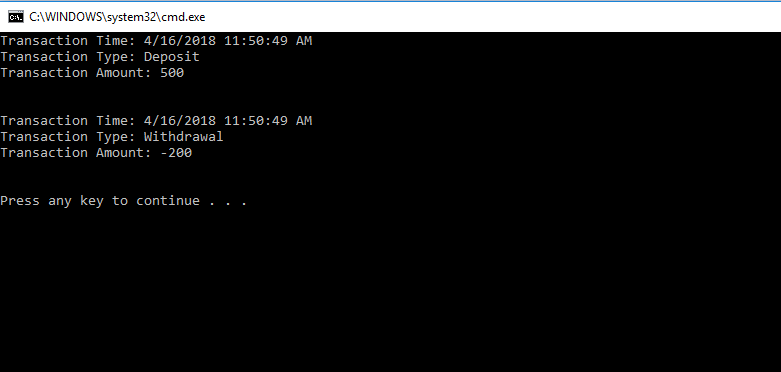 C:\WINDOWS\system32\cmd.exe
Transaction Time: 4/16/2018 11:50:49 AM
Transaction Type: Deposit
Transaction Amount: 500
Transaction Time: 4/16/2018 11:50:49 AM
Transaction Type: Withdrawal
Transaction Amount: -200
Press any key to continue . . .